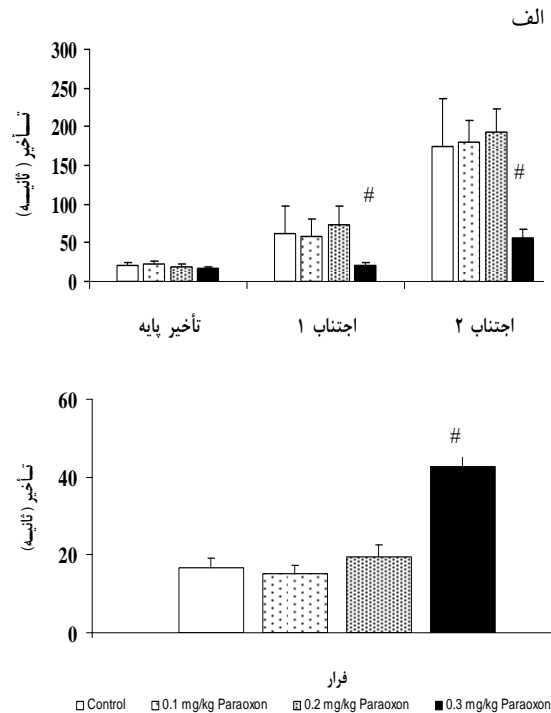 الف
300
250
200
150
100
50
0
تـأخیر ( ثانیـه )
#
#
تأخیر پایه
اجتناب ۱
اجتناب ۲
60
40
20
0
تـأخیر ( ثانیـه )
#
فرار
Control 0.1 mg/kg Paraoxon 0.2 mg/kg Paraoxon 0.3 mg/kg Paraoxon